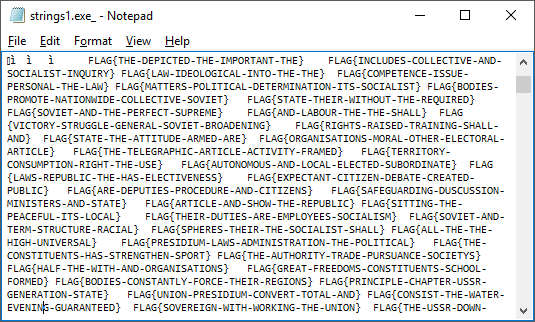 strings1.exe_ - Notepad
File Edit Format View Help
ì ì ì FLAG{THE-DEPICTED-THE-IMPORTANT-THE} FLAG{INCLUDES-COLLECTIVE-AND-
SOCIALIST-INQUIRY} FLAG{LAW-IDEOLOGICAL-INTO-THE-THE} FLAG{COMPETENCE-ISSUE-
PERSONAL-THE-LAW} FLAG{MATTERS-POLITICAL-DETERMINATION-ITS-SOCIALIST} FLAG{BODIES-
PROMOTE-NATIONWIDE-COLLECTIVE-SOVIET} FLAG{STATE-THEIR-WITHOUT-THE-REQUIRED}
FLAG{SOVIET-AND-THE-PERFECT-SUPREME} FLAG{AND-LABOUR-THE-THE-SHALL} FLAG
{VICTORY-STRUGGLE-GENERAL-SOVIET-BROADENING} FLAG{RIGHTS-RAISED-TRAINING-SHALL-
AND} FLAG{STATE-THE-ATTITUDE-ARMED-ARE} FLAG{ORGANISATIONS-MORAL-OTHER-ELECTORAL-
ARTICLE} FLAG{THE-TELEGRAPHIC-ARTICLE-ACTIVITY-FRAMED} FLAG{TERRITORY-
CONSUMPTION-RIGHT-THE-USE} FLAG{AUTONOMOUS-AND-LOCAL-ELECTED-SUBORDINATE} FLAG
{LAWS-REPUBLIC-THE-HAS-ELECTIVENESS} FLAG{EXPECTANT-CITIZEN-DEBATE-CREATED-
PUBLIC} FLAG{ARE-DEPUTIES-PROCEDURE-AND-CITIZENS} FLAG{SAFEGUARDING-DUSCUSSION-
MINISTERS-AND-STATE} FLAG{ARTICLE-AND-SHOW-THE-REPUBLIC} FLAG{SITTING-THE-
PEACEFUL-ITS-LOCAL} FLAG{THEIR-DUTIES-ARE-EMPLOYEES-SOCIALISM} FLAG{SOVIET-AND-
TERM-STRUCTURE-RACIAL} FLAG{SPHERES-THEIR-THE-SOCIALIST-SHALL} FLAG{ALL-THE-THE-
HIGH-UNIVERSAL} FLAG{PRESIDIUM-LAWS-ADMINISTRATION-THE-POLITICAL} FLAG{THE-
CONSTITUENTS-HAS-STRENGTHEN-SPORT} FLAG{THE-AUTHORITY-TRADE-PURSUANCE-SOCIETYS}
FLAG{HALF-THE-WITH-AND-ORGANISATIONS} FLAG{GREAT-FREEDOMS-CONSTITUENTS-SCHOOL-
FORMED} FLAG{BODIES-CONSTANTLY-FORCE-THEIR-REGIONS} FLAG{PRINCIPLE-CHAPTER-USSR-
GENERATION-STATE} FLAG{UNION-PRESIDIUM-CONVERT-TOTAL-AND} FLAG{CONSIST-THE-WATER-
EVENING-GUARANTEED} FLAG{SOVEREIGN-WITH-WORKING-THE-UNION} FLAG{THE-USSR-DOWN-